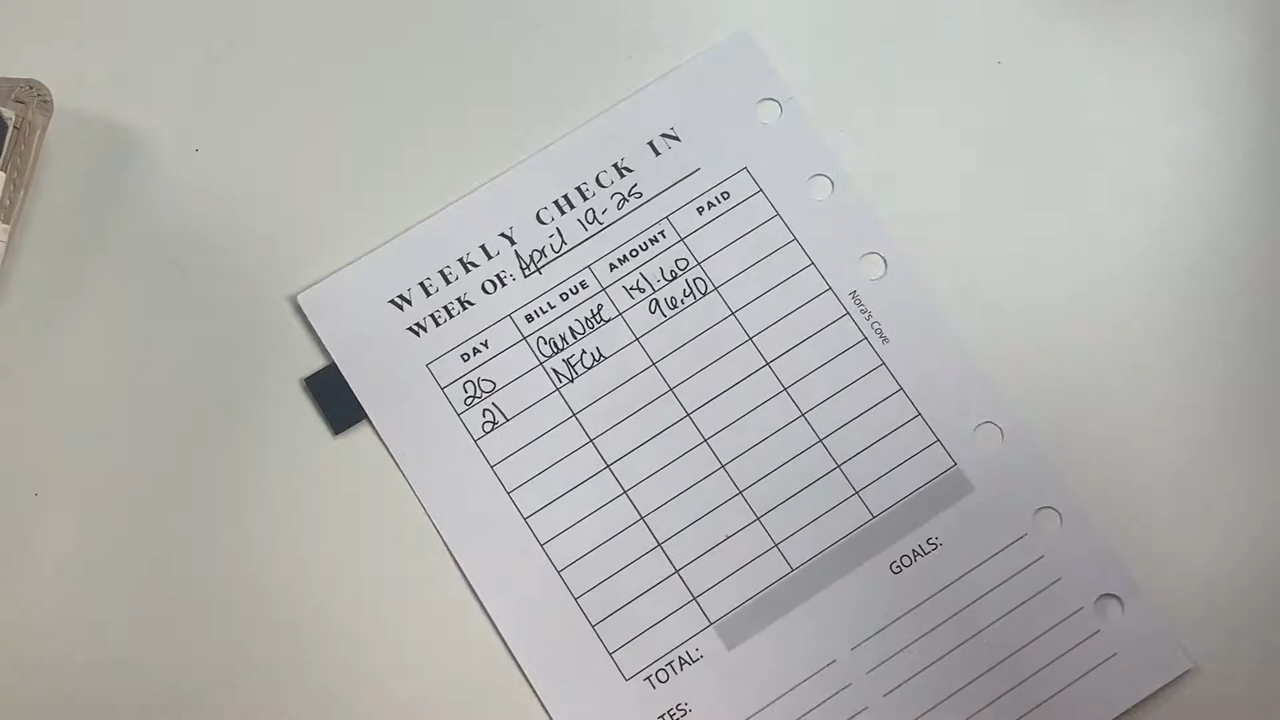 WEEKLY CHECK IN
WEEK OF: April 19-25
DAY BILL DUE AMOUNT PAID
20 Car Note 181.60
21 NFCU 96.40
Nora's Cove
TOTAL:
GOALS: